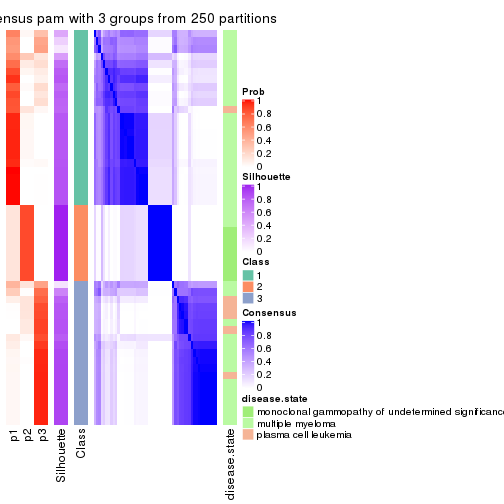 ensus pam with 3 groups from 250 partitions
Prob
1
0.8
0.6
0.4
0.2
0
Silhouette
1
0.8
0.6
0.4
0.2
0
Class
1
2
3
Consensus
1
0.8
0.6
0.4
0.2
0
disease.state
monoclonal gammopathy of undetermined significance
multiple myeloma
plasma cell leukemia
p1
p2
p3
Silhouette
Class
disease.state